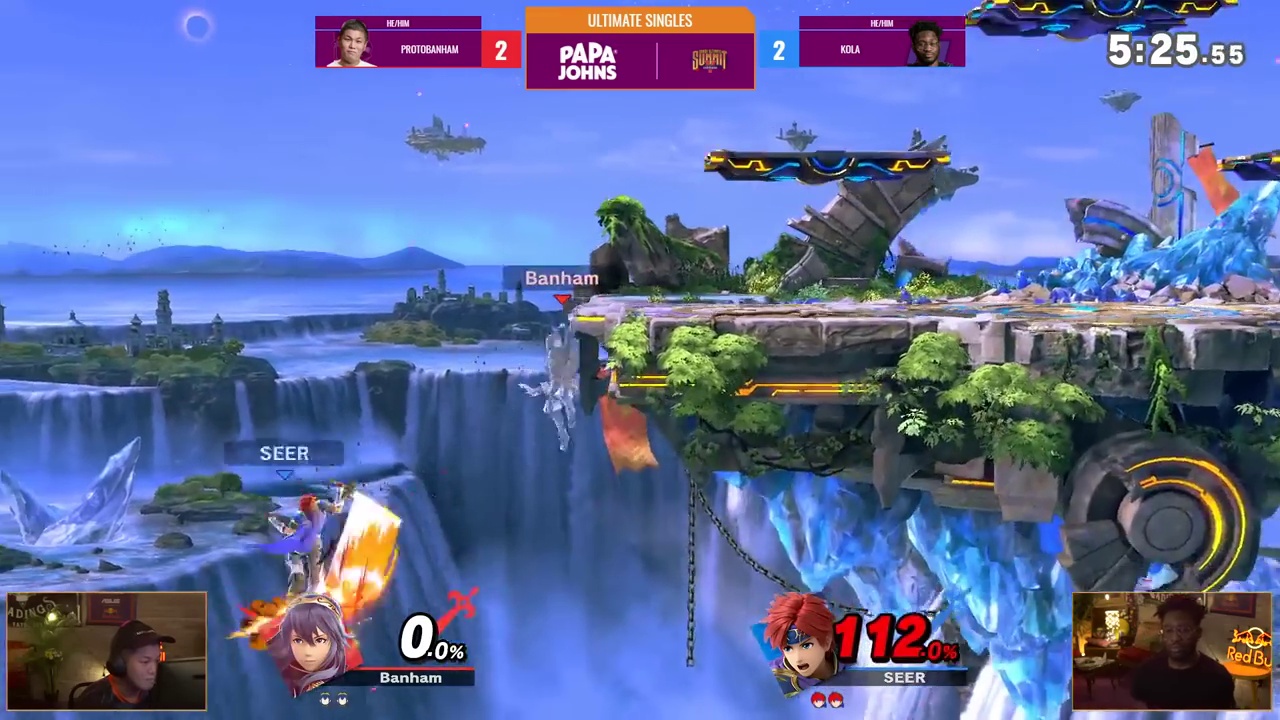 HE/HIM
PROTOBANHAM
2
ULTIMATE SINGLES
PAPA JOHNS
SUMMIT
2
HE/HIM
KOLA
5:25.55
Banham
SEER
0.0%
Banham
112.0%
SEER
Red Bu